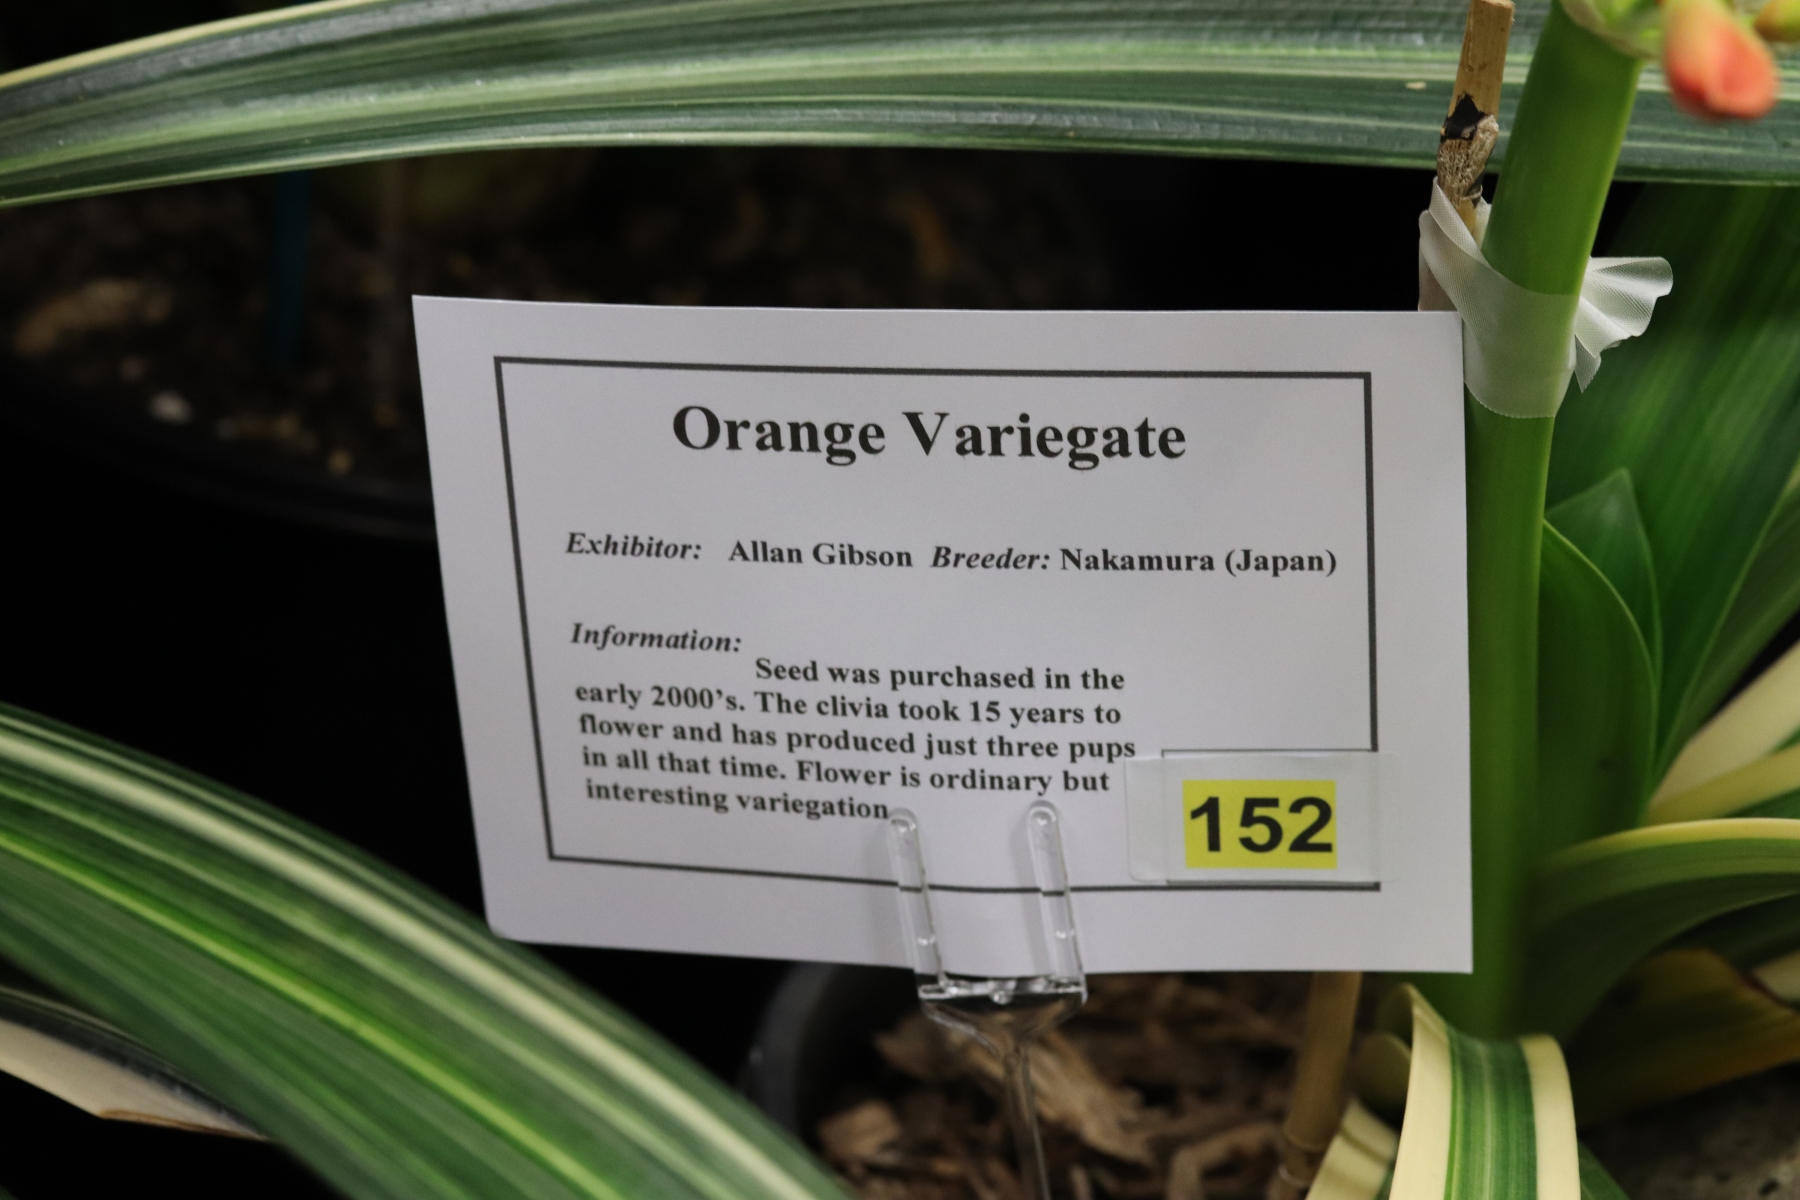 Orange Variegate
Exhibitor: Allan Gibson Breeder: Nakamura (Japan)
Information:
Seed was purchased in the
early 2000's. The clivia took 15 years to
flower and has produced just three pups
in all that time. Flower is ordinary but
interesting variegation
152